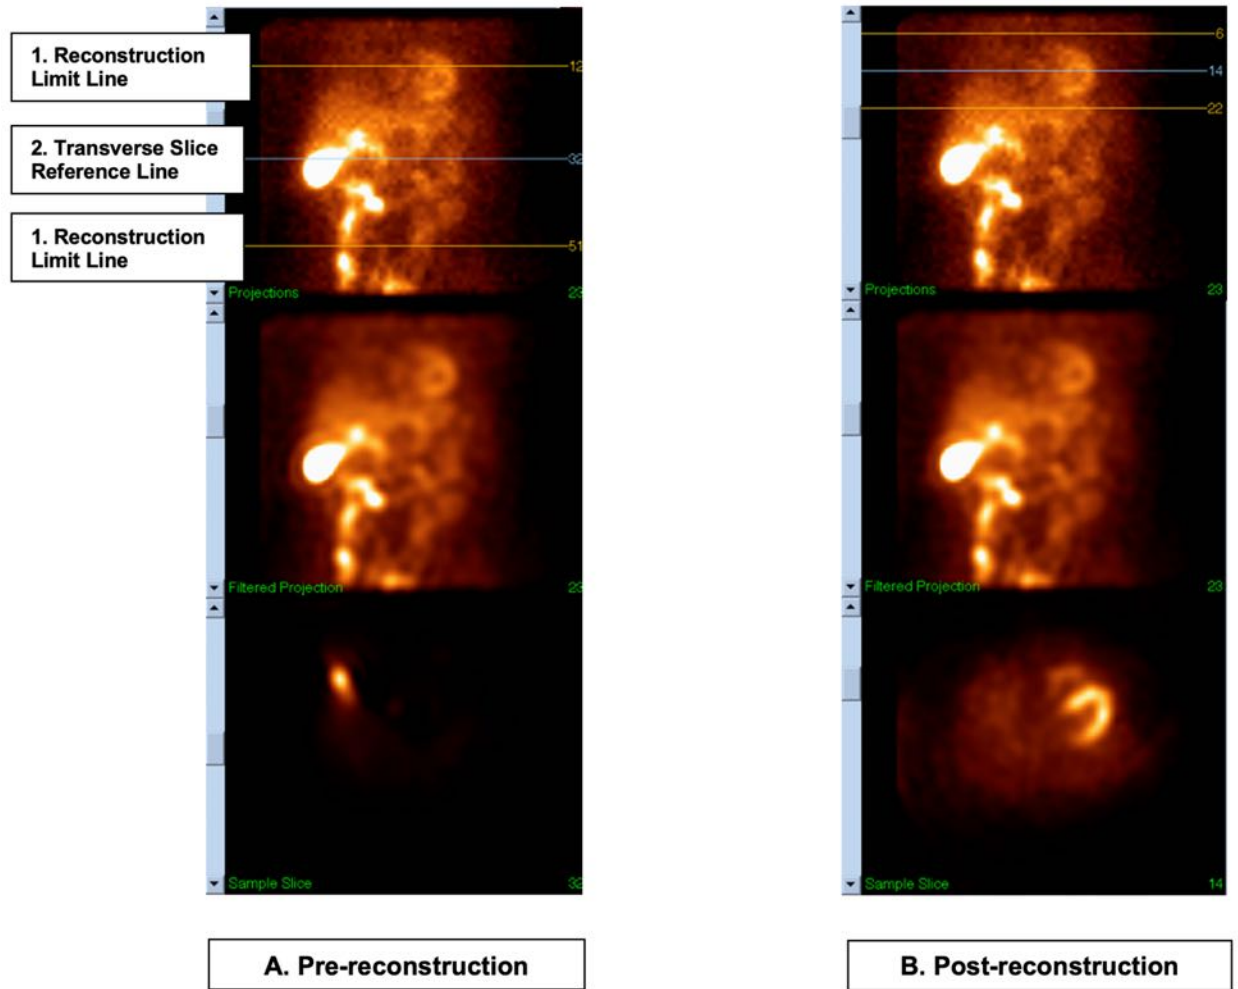 1. Reconstruction
Limit Line
2. Transverse Slice
Reference Line
1. Reconstruction
Limit Line
12
32
51
Projections
23
Filtered Projection
23
Sample Slice
32
A. Pre-reconstruction
6
14
22
Projections
23
Filtered Projection
23
Sample Slice
14
B. Post-reconstruction